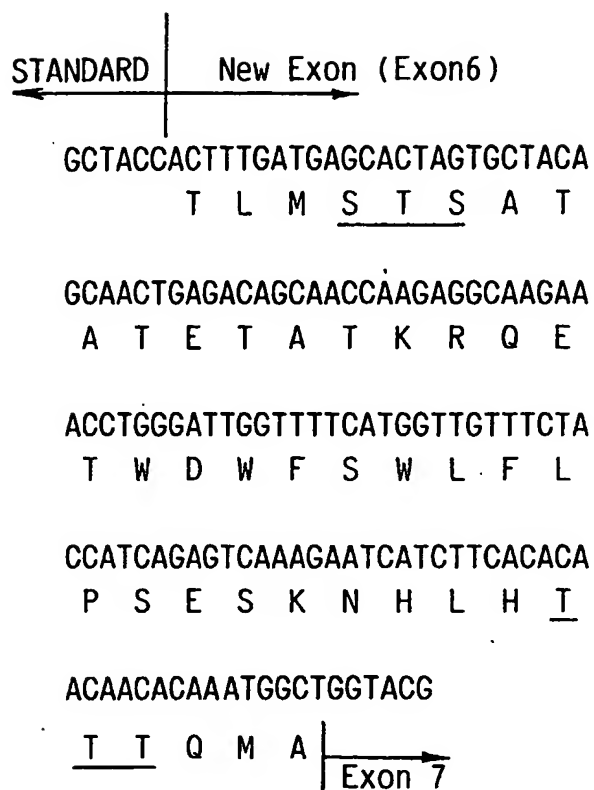 STANDARD New Exon (Exon6)
GCTACCACTTTGATGAGCACTAGTGCTACA
T L M S T S A T
GCAACTGAGACAGCAACCAAGAGGCAAGAA
A T E T A T K R Q E
ACCTGGGATTGGTTTTCATGGTTGTTTCTA
T W D W F S W L F L
CCATCAGAGTCAAAGAATCATCTTCACACA
P S E S K N H L H T
ACAACACAAATGGCTGGTACG
T T Q M A
Exon 7